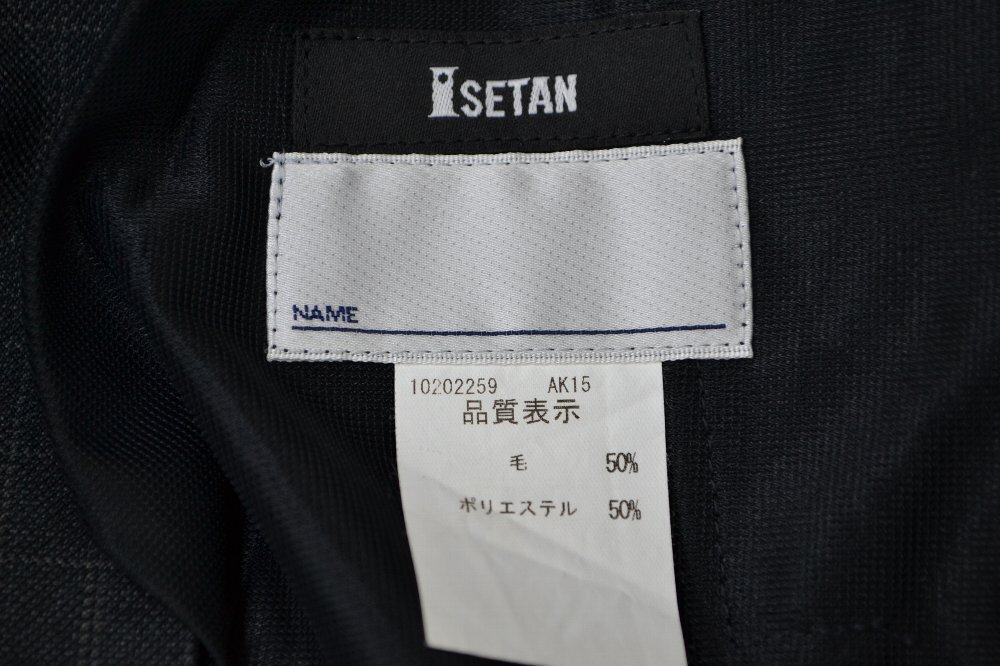 ISETAN
NAME
10202259 AK15
品質表示
毛 50%
ポリエステル 50%